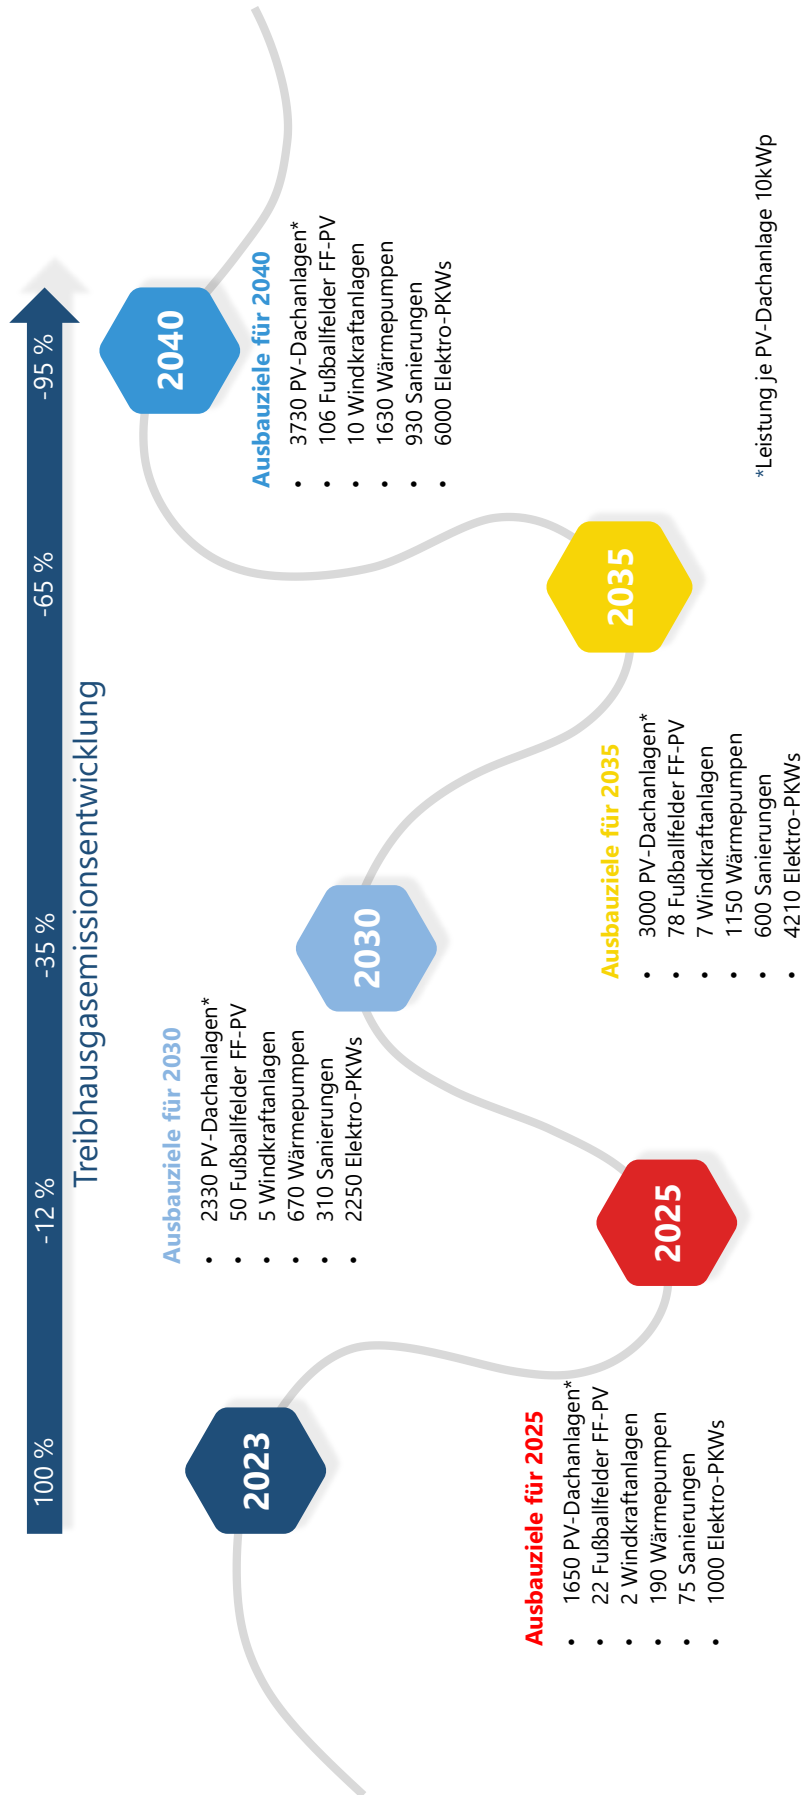 100 %
-12 %
-35 %
-65 %
-95 %
Treibhausgasemissionsentwicklung
2023
2025
Ausbauziele für 2025
• 1650 PV-Dachanlagen*
• 22 Fußballfelder FF-PV
• 2 Windkraftanlagen
• 190 Wärmepumpen
• 75 Sanierungen
• 1000 Elektro-PKWs
2030
Ausbauziele für 2030
• 2330 PV-Dachanlagen*
• 50 Fußballfelder FF-PV
• 5 Windkraftanlagen
• 670 Wärmepumpen
• 310 Sanierungen
• 2250 Elektro-PKWs
2035
Ausbauziele für 2035
• 3000 PV-Dachanlagen*
• 78 Fußballfelder FF-PV
• 7 Windkraftanlagen
• 1150 Wärmepumpen
• 600 Sanierungen
• 4210 Elektro-PKWs
2040
Ausbauziele für 2040
• 3730 PV-Dachanlagen*
• 106 Fußballfelder FF-PV
• 10 Windkraftanlagen
• 1630 Wärmepumpen
• 930 Sanierungen
• 6000 Elektro-PKWs
*Leistung je PV-Dachanlage 10kWp